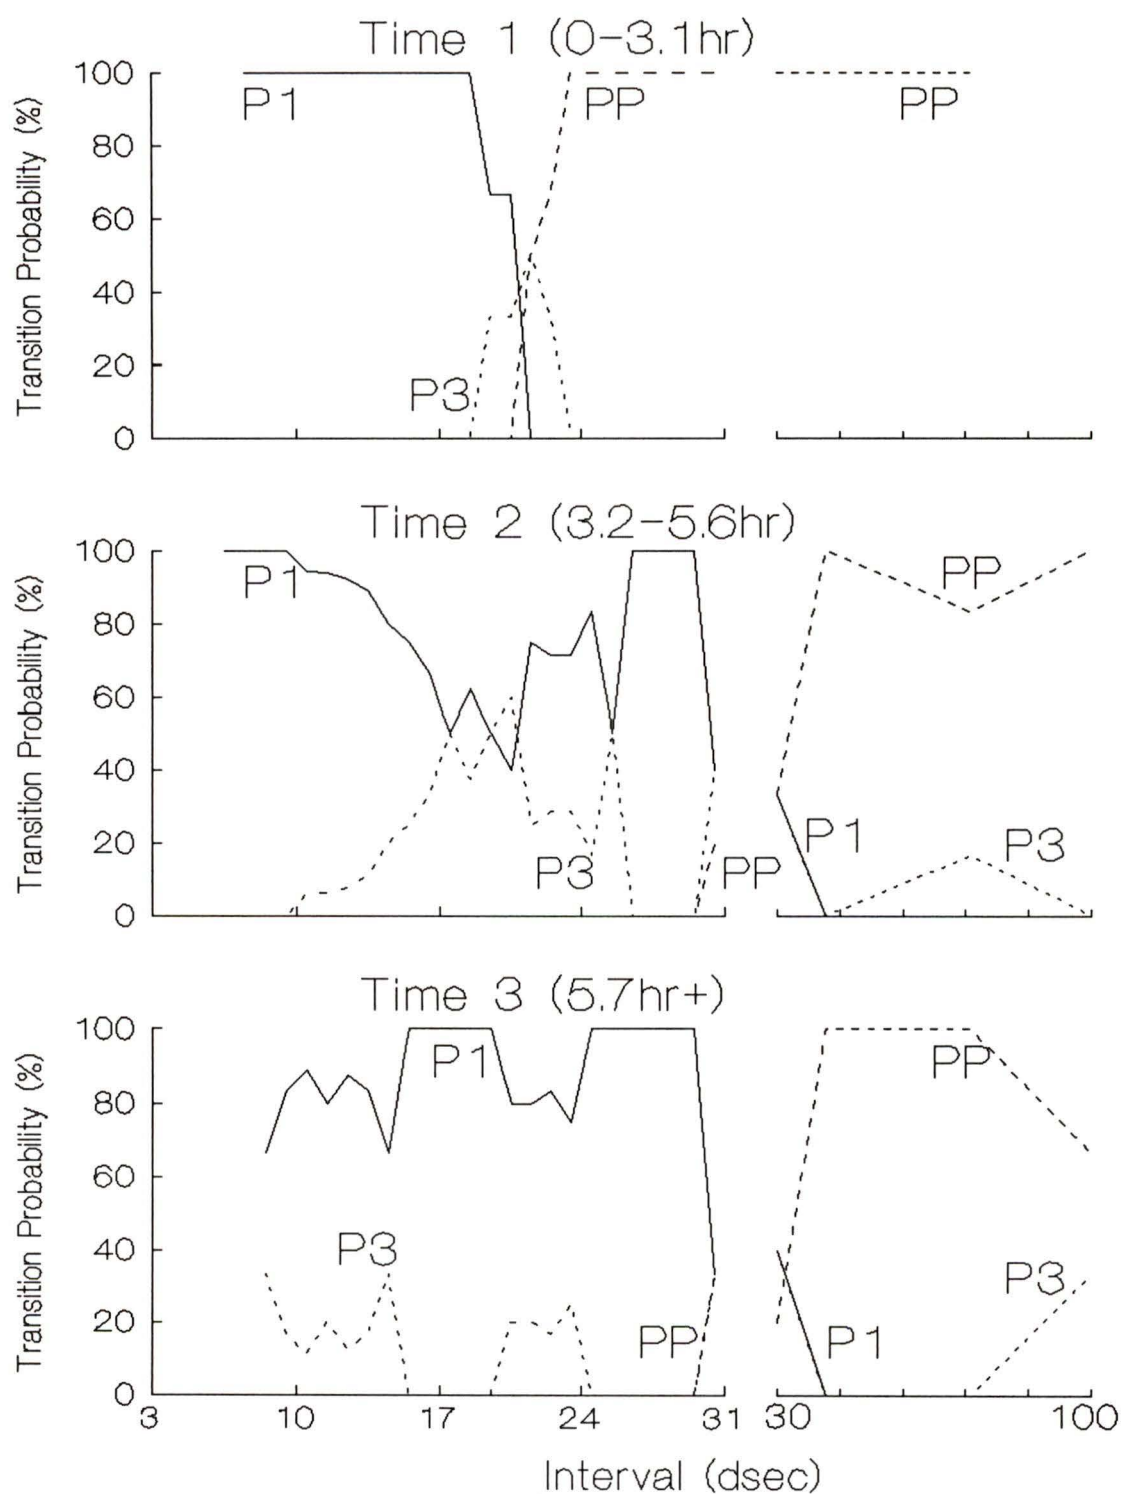 Time 1 (0-3.1hr)
Transition Probability (%)
100
80
60
40
20
0
P1
PP
PP
P3
Time 2 (3.2-5.6hr)
Transition Probability (%)
100
80
60
40
20
0
P1
PP
P1
P3
P3
PP
Time 3 (5.7hr+)
Transition Probability (%)
100
80
60
40
20
0
P1
PP
P3
P3
PP
P1
3 10 17 24 31 30 100
Interval (dsec)